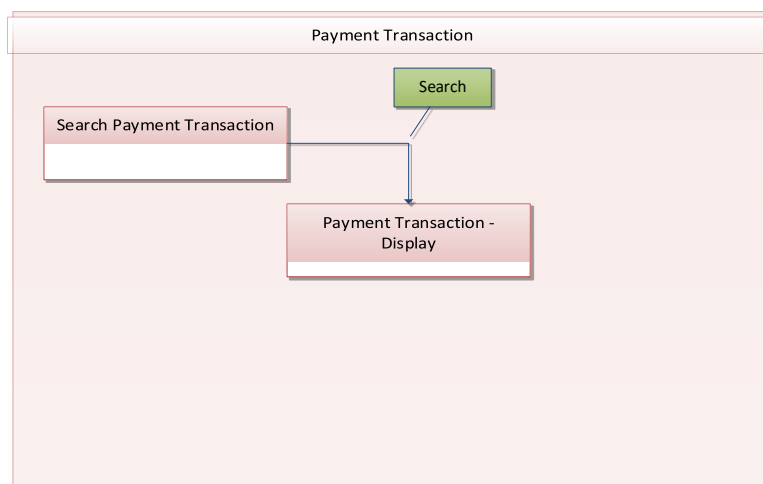 Payment Transaction
Search
Search Payment Transaction
Payment Transaction -
Display